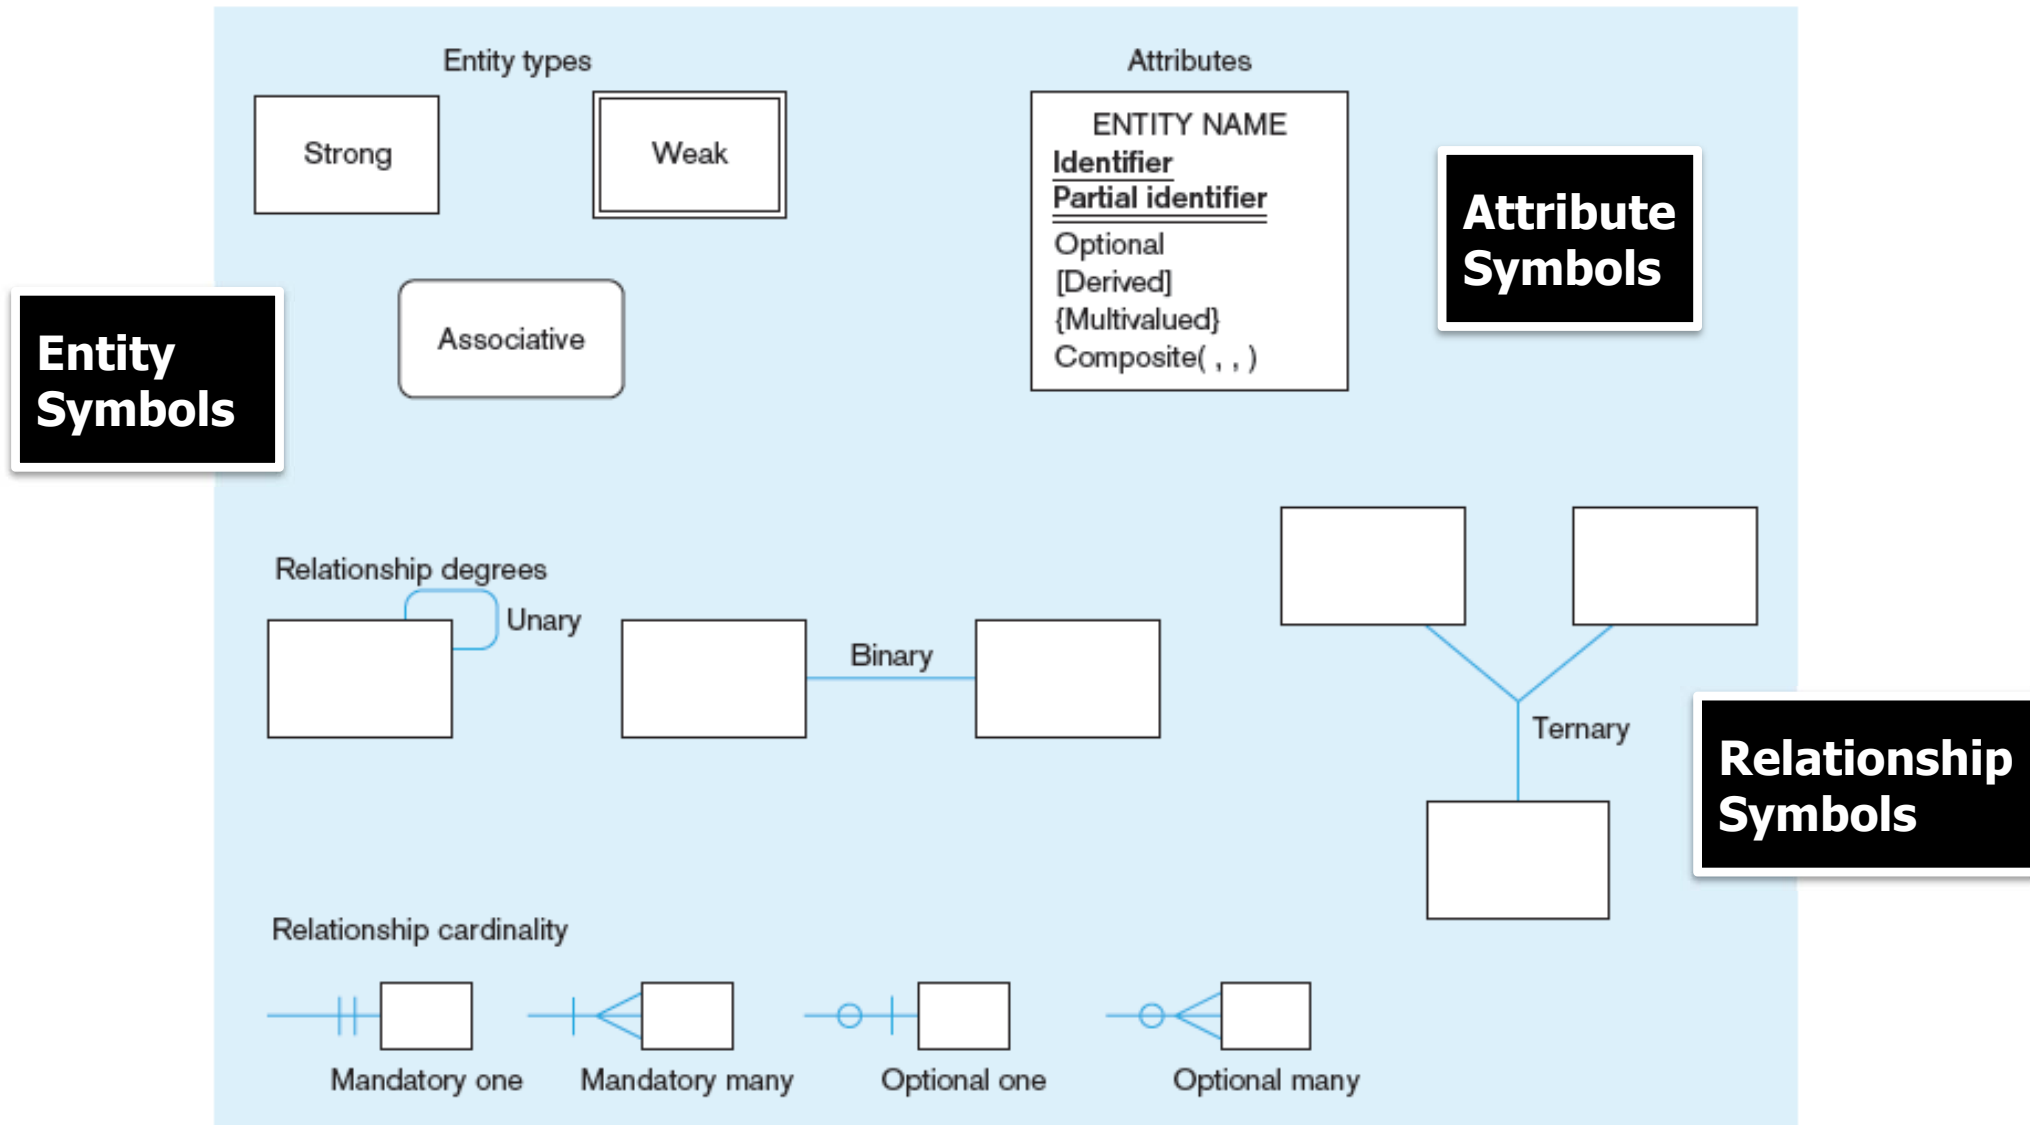 Entity types
Attributes
Strong
Weak
Associative
ENTITY NAME
Identifier
Partial identifier
Optional
[Derived]
{Multivalued}
Composite( , , )
Attribute
Symbols
Entity
Symbols
Relationship degrees
Unary
Binary
Ternary
Relationship
Symbols
Relationship cardinality
Mandatory one
Mandatory many
Optional one
Optional many